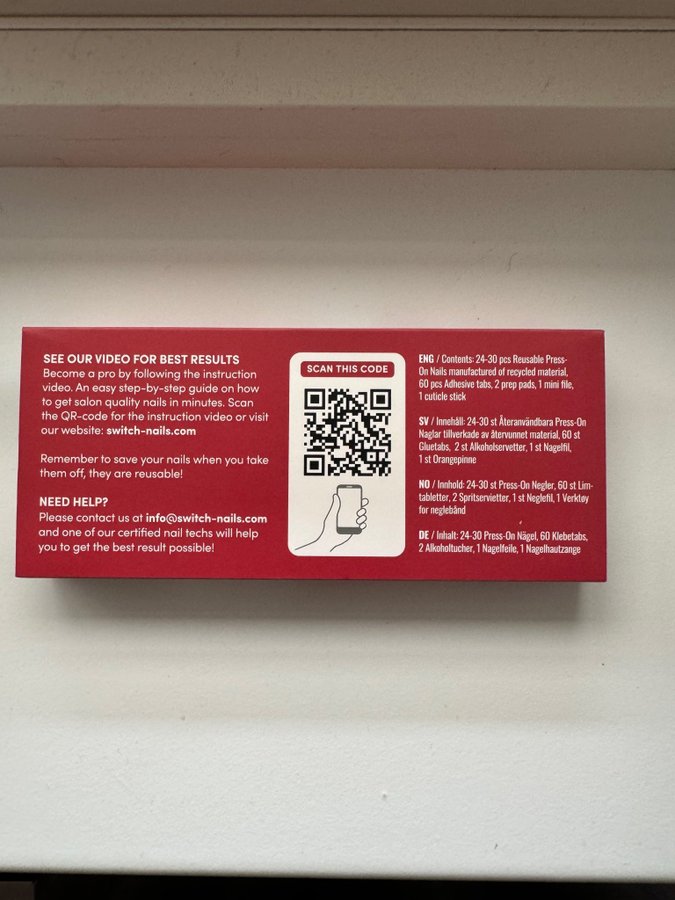 SEE OUR VIDEO FOR BEST RESULTS
Become a pro by following the instruction
video. An easy step-by-step guide on how
to get salon quality nails in minutes. Scan
the QR-code for the instruction video or visit
our website: switch-nails.com
Remember to save your nails when you take
them off, they are reusable!
NEED HELP?
Please contact us at info@switch-nails.com
and one of our certified nail techs will help
you to get the best result possible!
SCAN THIS CODE
ENG / Contents: 24-30 pcs Reusable Press-
On Nails manufactured of recycled material,
60 pcs Adhesive tabs, 2 prep pads, 1 mini file,
1 cuticle stick
SV / Innehåll: 24-30 st Återanvändbara Press-On
Naglar tillverkade av återvunnet material, 60 st
Gluetabs, 2 st Alkoholservetter, 1 st Nagelfil,
1 st Orangepinne
NO / Innhold: 24-30 st Press-On Negler, 60 st Lim-
tabletter, 2 Spritservietter, 1 st Neglefil, 1 Verktøy
for neglebånd
DE / Inhalt: 24-30 Press-On Nägel, 60 Klebetabs,
2 Alkoholtucher, 1 Nagelfeile, 1 Nagelhautzange